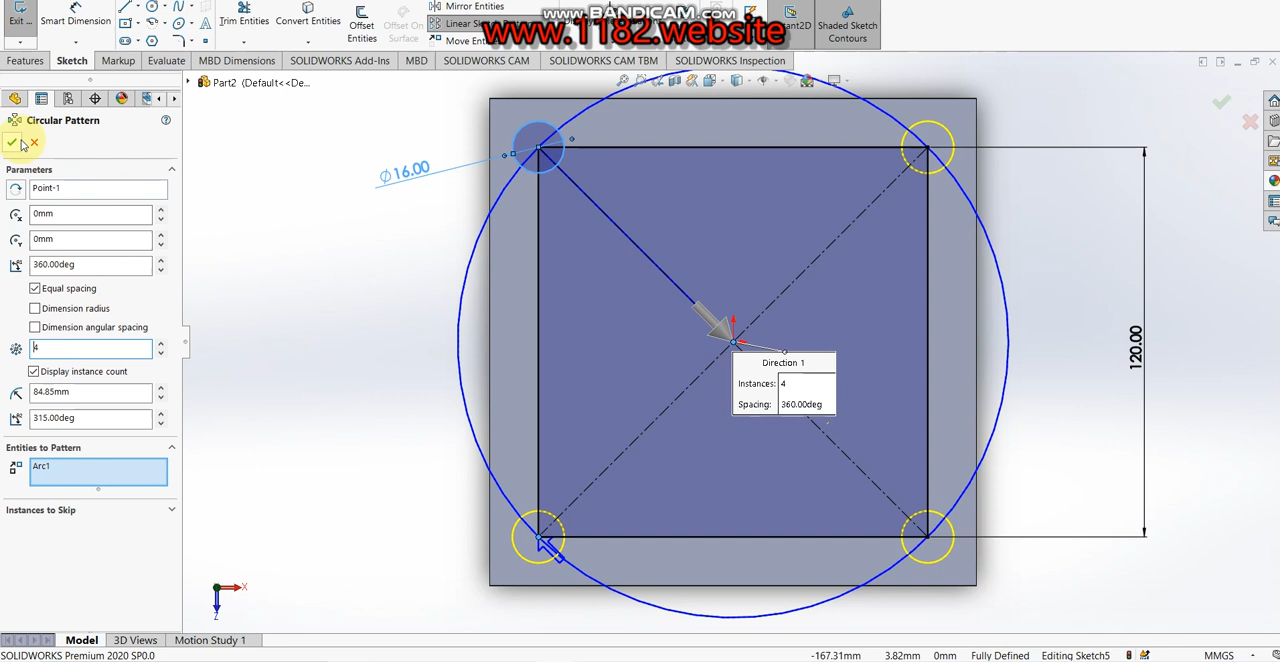 www.BANDICAM.com
www.1182.website
Exit ...
Smart Dimension
Trim Entities
Convert Entities
Offset
Entities
Offset On
Surface
Mirror Entities
Linear Sketch
Move
Instant2D
Shaded Sketch
Contours
Features
Sketch
Markup
Evaluate
MBD Dimensions
SOLIDWORKS Add-Ins
MBD
SOLIDWORKS CAM
SOLIDWORKS CAM TBM
SOLIDWORKS Inspection
Part2 (Default<<De...
Circular Pattern
Parameters
Point-1
0mm
0mm
360.00deg
Equal spacing
Dimension radius
Dimension angular spacing
4
Display instance count
84.85mm
315.00deg
Entities to Pattern
Arc1
Instances to Skip
Ø16.00
120.00
Direction 1
Instances: 4
Spacing: 360.00deg
X
Z
Model
3D Views
Motion Study 1
SOLIDWORKS Premium 2020 SP0.0
-167.31mm
3.82mm
0mm
Fully Defined
Editing Sketch5
MMGS